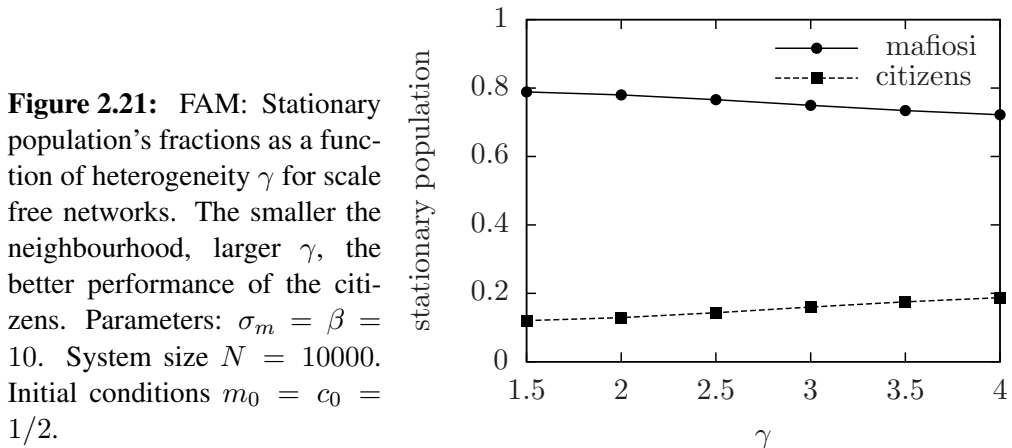 Figure 2.21: FAM: Stationary
population's fractions as a func-
tion of heterogeneity γ for scale
free networks. The smaller the
neighbourhood, larger γ, the
better performance of the citi-
zens. Parameters: σm = β =
10. System size N = 10000.
Initial conditions m0 = c0 =
1/2.
stationary population
1
0.8
0.6
0.4
0.2
0
mafiosi
citizens
1.5 2 2.5 3 3.5 4
γ